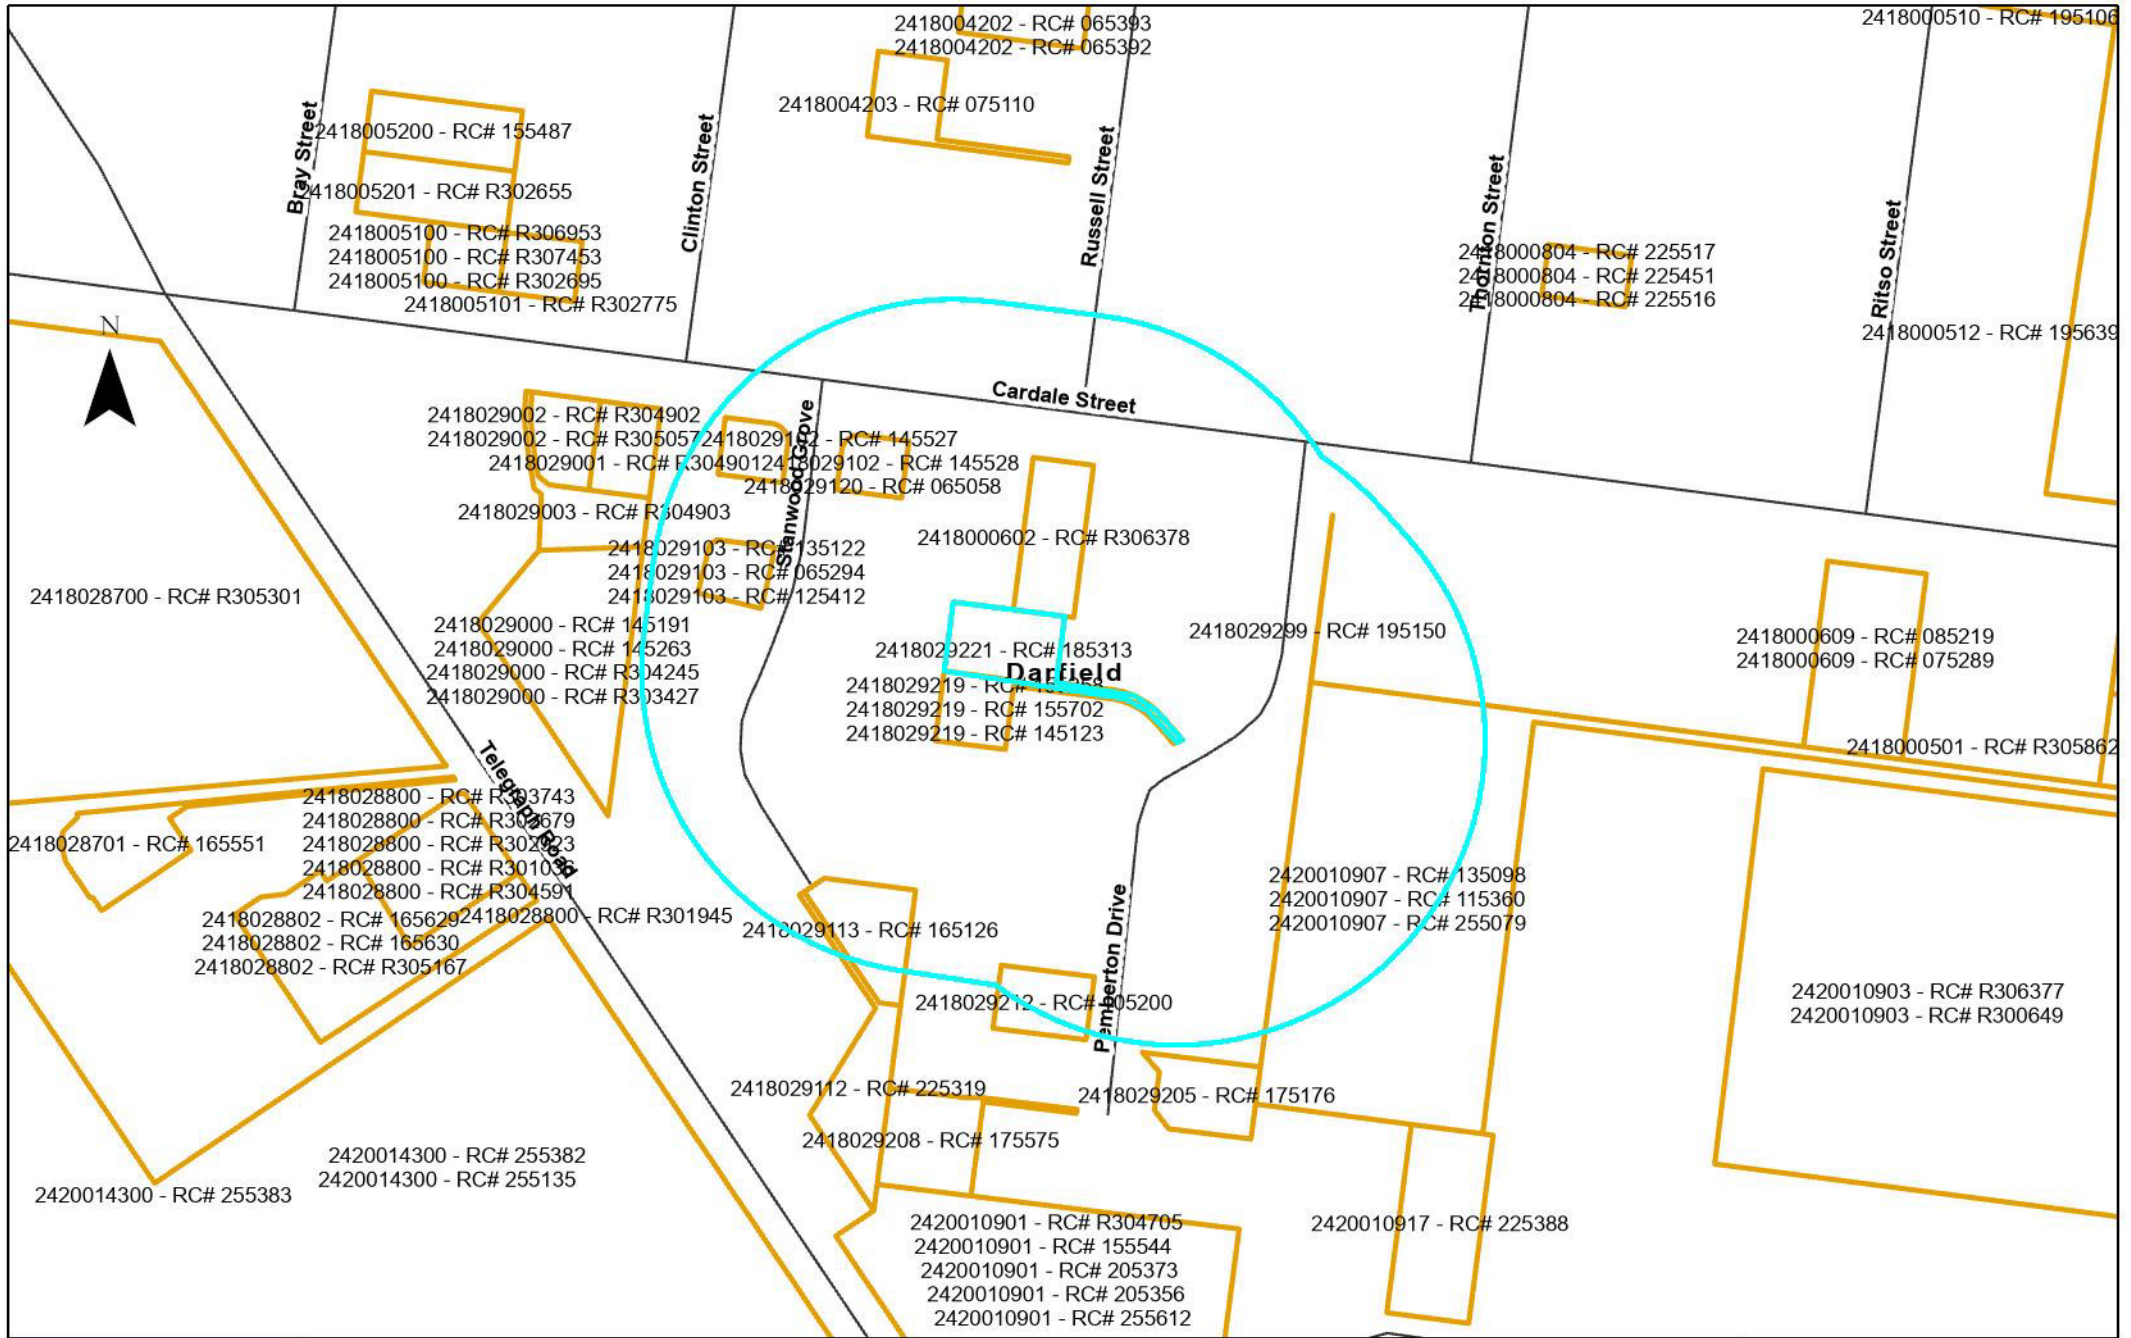 2418004202 - RC# 065393
2418004202 - RC# 065392
2418000510 - RC# 195106
2418004203 - RC# 075110
2418005200 - RC# 155487
Bray Street
Clinton Street
Russell Street
Thornton Street
Ritso Street
2418005201 - RC# R302655
2418005100 - RC# R306953
2418005100 - RC# R307453
2418005100 - RC# R302695
2418005101 - RC# R302775
2418000804 - RC# 225517
2418000804 - RC# 225451
2418000804 - RC# 225516
2418000512 - RC# 195639
N
Cardale Street
2418029002 - RC# R304902
2418029002 - RC# R305057
2418029001 - RC# R304901
RC# 145527
2418029102 - RC# 145528
2418029120 - RC# 065058
Stanwood Grove
2418029003 - RC# R304903
2418000602 - RC# R306378
2418029103 - RC# 135122
2418029103 - RC# 065294
2418029103 - RC# 125412
2418028700 - RC# R305301
2418029000 - RC# 145191
2418029000 - RC# 145263
2418029000 - RC# R304245
2418029000 - RC# R303427
2418029299 - RC# 195150
2418000609 - RC# 085219
2418000609 - RC# 075289
2418029221 - RC# 185313
Darfield
2418029219 - RC#
2418029219 - RC# 155702
2418029219 - RC# 145123
2418000501 - RC# R305862
Telegraph Road
2418028800 - RC#
2418028800 - RC#
2418028800 - RC#
2418028800 - RC#
2418028800 - RC# R304591
2418028701 - RC# 165551
2418028802 - RC# 165629
2418028800 - RC# R301945
2418028802 - RC# 165630
2418028802 - RC# R305167
2418029113 - RC# 165126
2420010907 - RC# 135098
2420010907 - RC# 115360
2420010907 - RC# 255079
Pemberton Drive
2418029212 - RC#
2420010903 - RC# R306377
2420010903 - RC# R300649
2418029112 - RC# 225319
2418029205 - RC# 175176
2418029208 - RC# 175575
2420014300 - RC# 255382
2420014300 - RC# 255135
2420014300 - RC# 255383
2420010901 - RC# R304705
2420010901 - RC# 155544
2420010901 - RC# 205373
2420010901 - RC# 205356
2420010901 - RC# 255612
2420010917 - RC# 225388